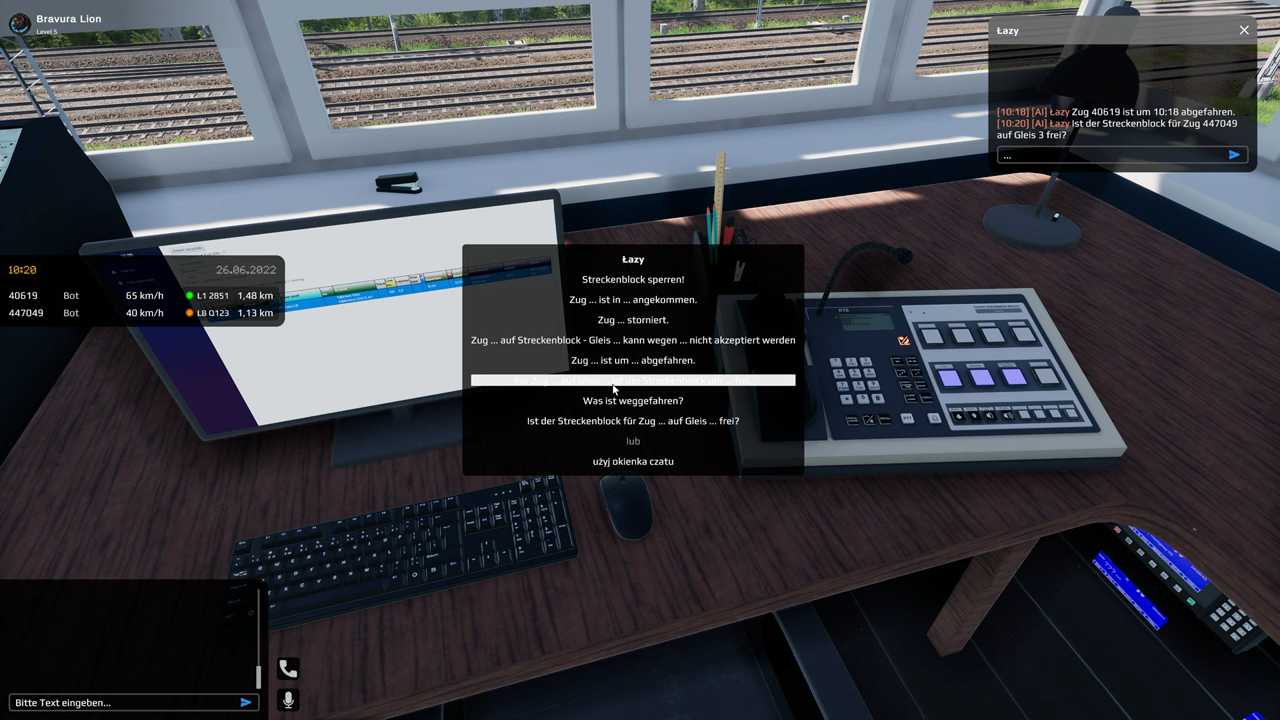 Bravura Lion
Level 5
Łazy
[10:18] [AI] Łazy Zug 40619 ist um 10:18 abgefahren.
[10:20] [AI] Łazy Ist der Streckenblock für Zug 447049
auf Gleis 3 frei?
...
10:20 26.06.2022
40619 Bot 65 km/h L1 2851 1,48 km
447049 Bot 40 km/h LB Q123 1,13 km
Łazy
Streckenblock sperren!
Zug ... ist in ... angekommen.
Zug ... storniert.
Zug ... auf Streckenblock - Gleis ... kann wegen ... nicht akzeptiert werden
Zug ... ist um ... abgefahren.
Was ist weggefahren?
Ist der Streckenblock für Zug ... auf Gleis ... frei?
lub
użyj okienka czatu
Bitte Text eingeben...